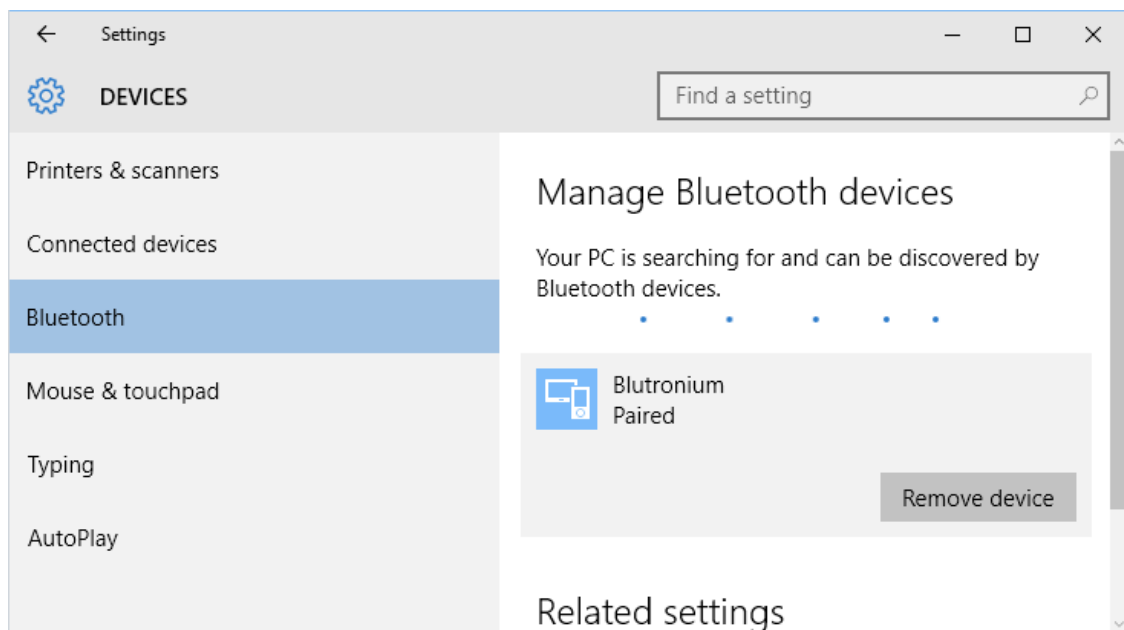 Settings
DEVICES
Find a setting
Printers & scanners
Connected devices
Bluetooth
Mouse & touchpad
Typing
AutoPlay
Manage Bluetooth devices
Your PC is searching for and can be discovered by
Bluetooth devices.
Blutronium
Paired
Remove device
Related settings